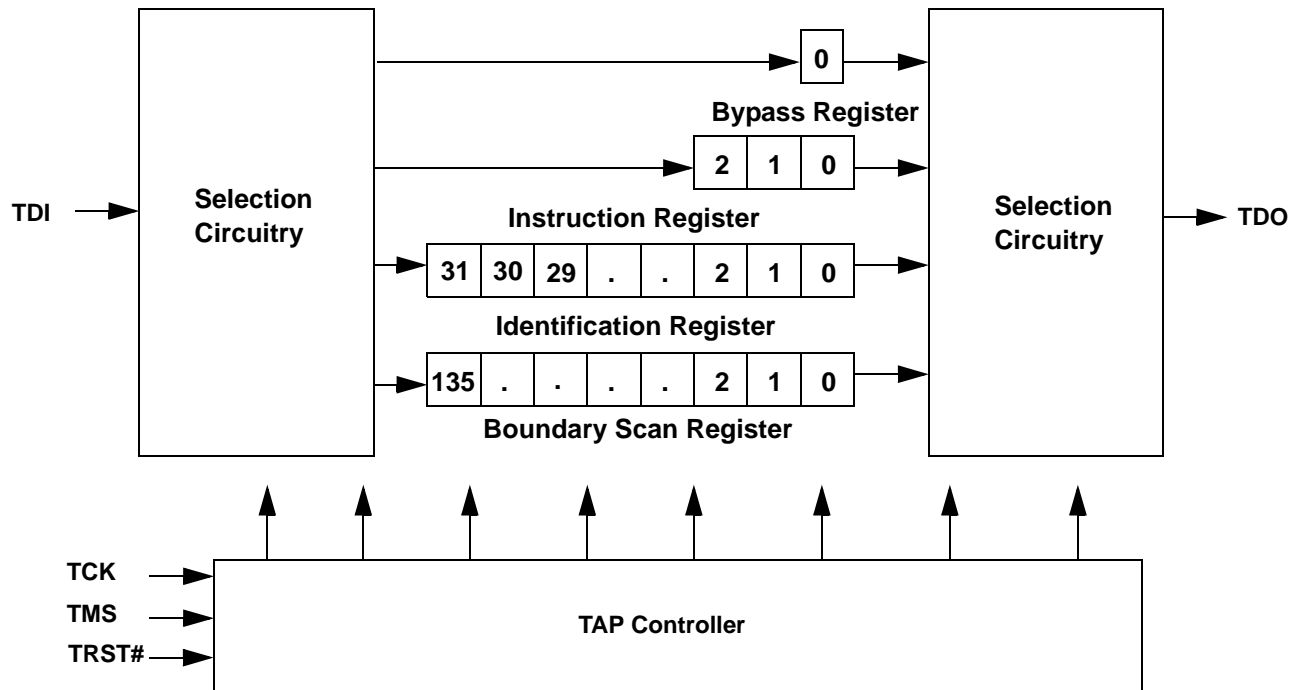 0
Bypass Register
2 1 0
TDI
Selection
Circuitry
Selection
Circuitry
TDO
Instruction Register
31 30 29 . . 2 1 0
Identification Register
135 . . . . 2 1 0
Boundary Scan Register
TCK
TMS
TRST#
TAP Controller